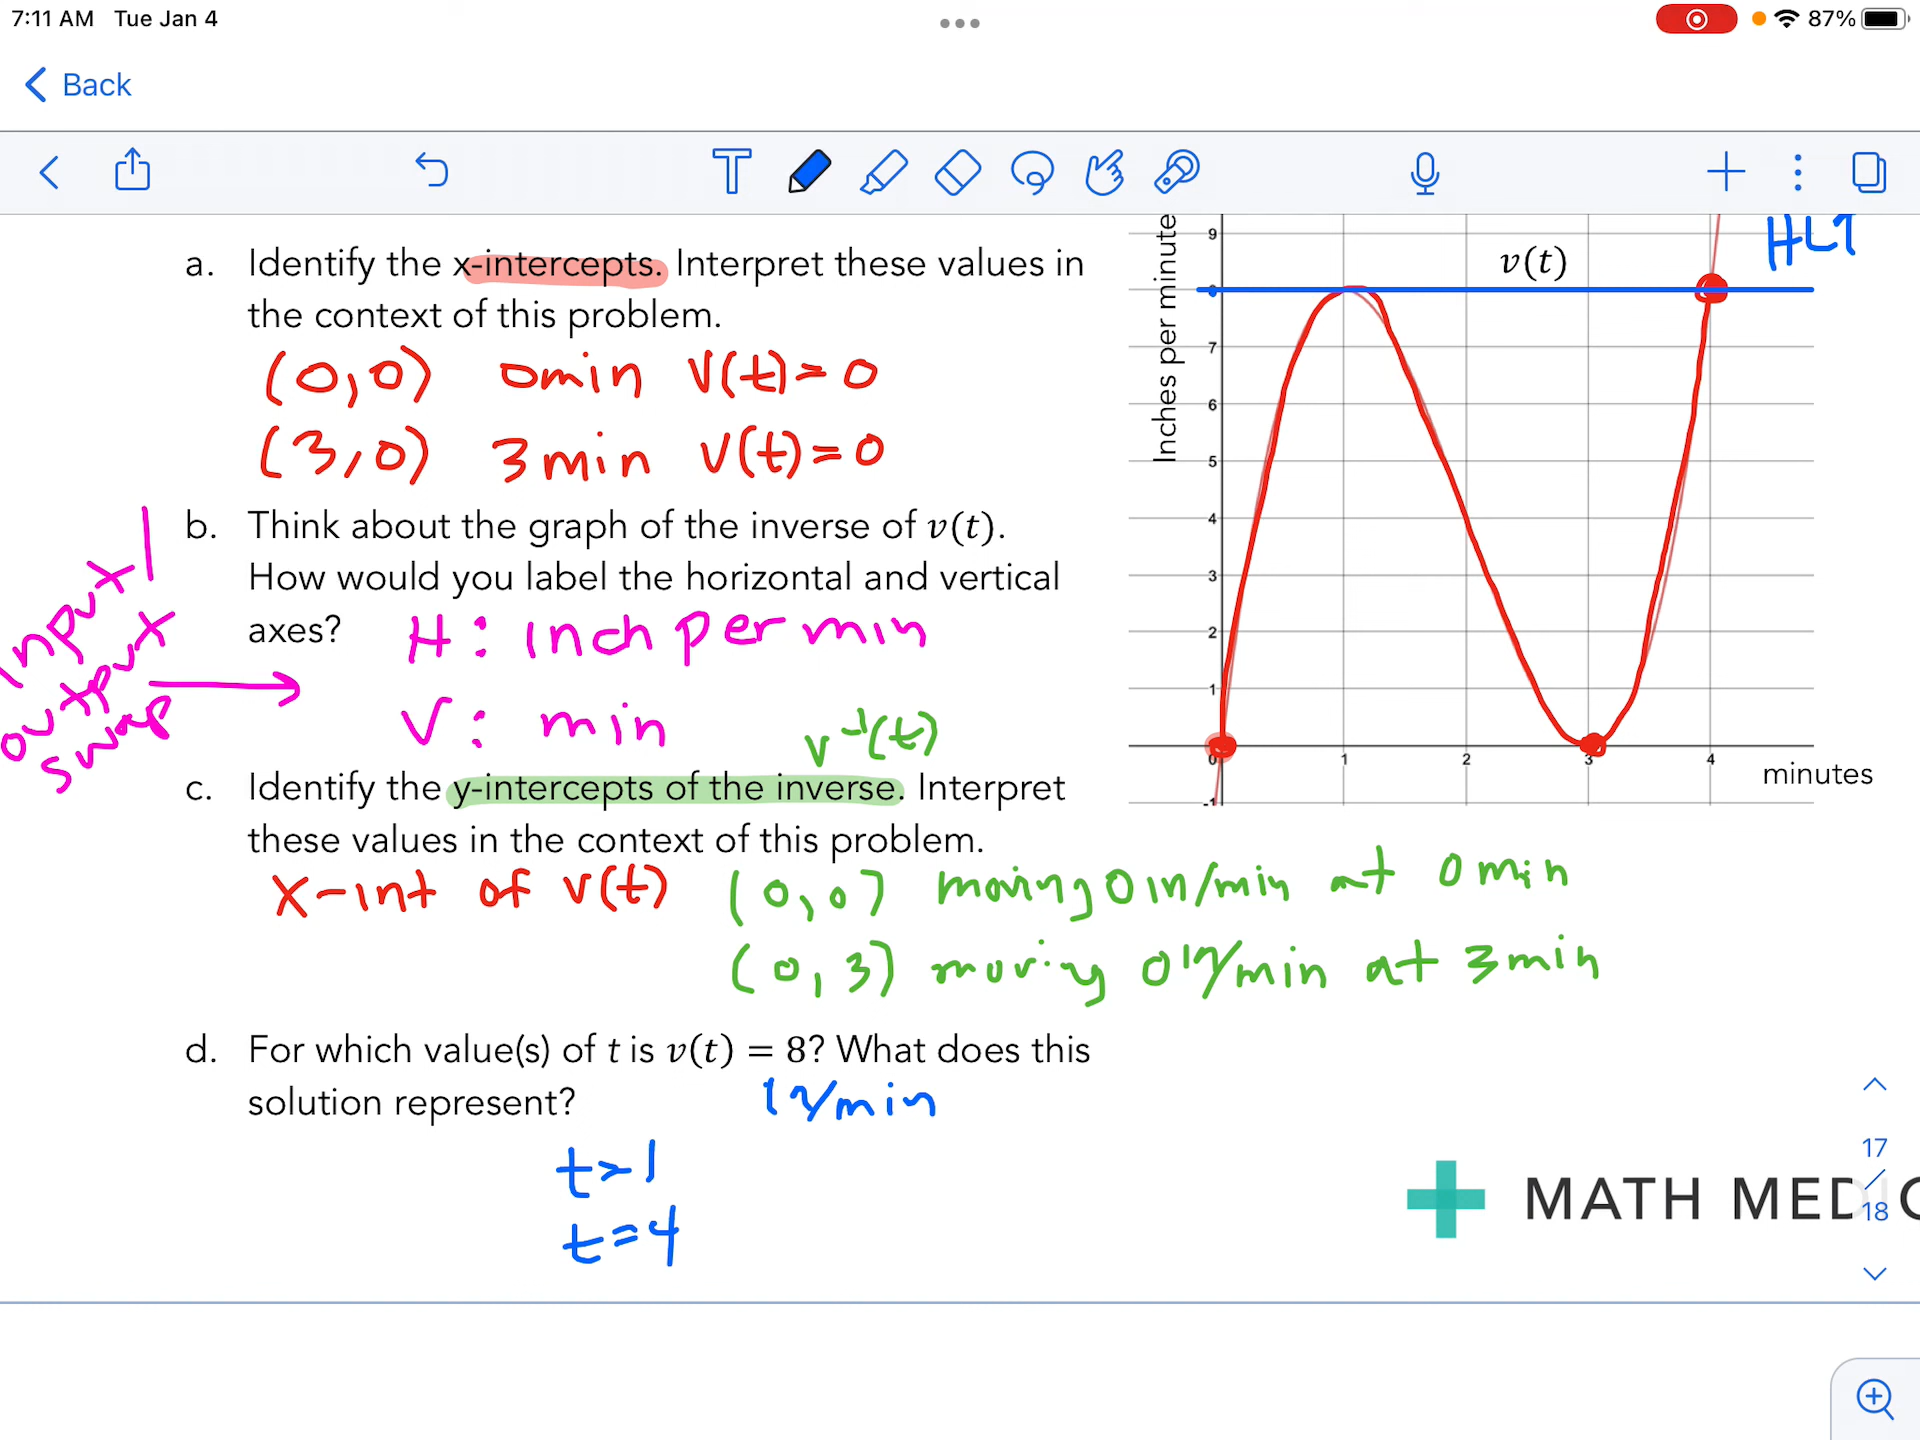 7:11 AM Tue Jan 4
87%
Back
a. Identify the x-intercepts. Interpret these values in
the context of this problem.
(0,0) 0min v(t)=0
(3,0) 3min v(t)=0
b. Think about the graph of the inverse of v(t).
How would you label the horizontal and vertical
axes?
H: inch per min
V: min
input/
output
swap
v⁻¹(t)
c. Identify the y-intercepts of the inverse. Interpret
these values in the context of this problem.
x-int of v(t) (0,0) moving 0 in/min at 0 min
(0,3) moving 0 in/min at 3 min
d. For which value(s) of t is v(t) = 8? What does this
solution represent?
in/min
t=1
t=4
Inches per minute
HLT
v(t)
9
7
6
5
4
3
2
1
0 1 2 3 4
-1
minutes
MATH MEDIC
17
18